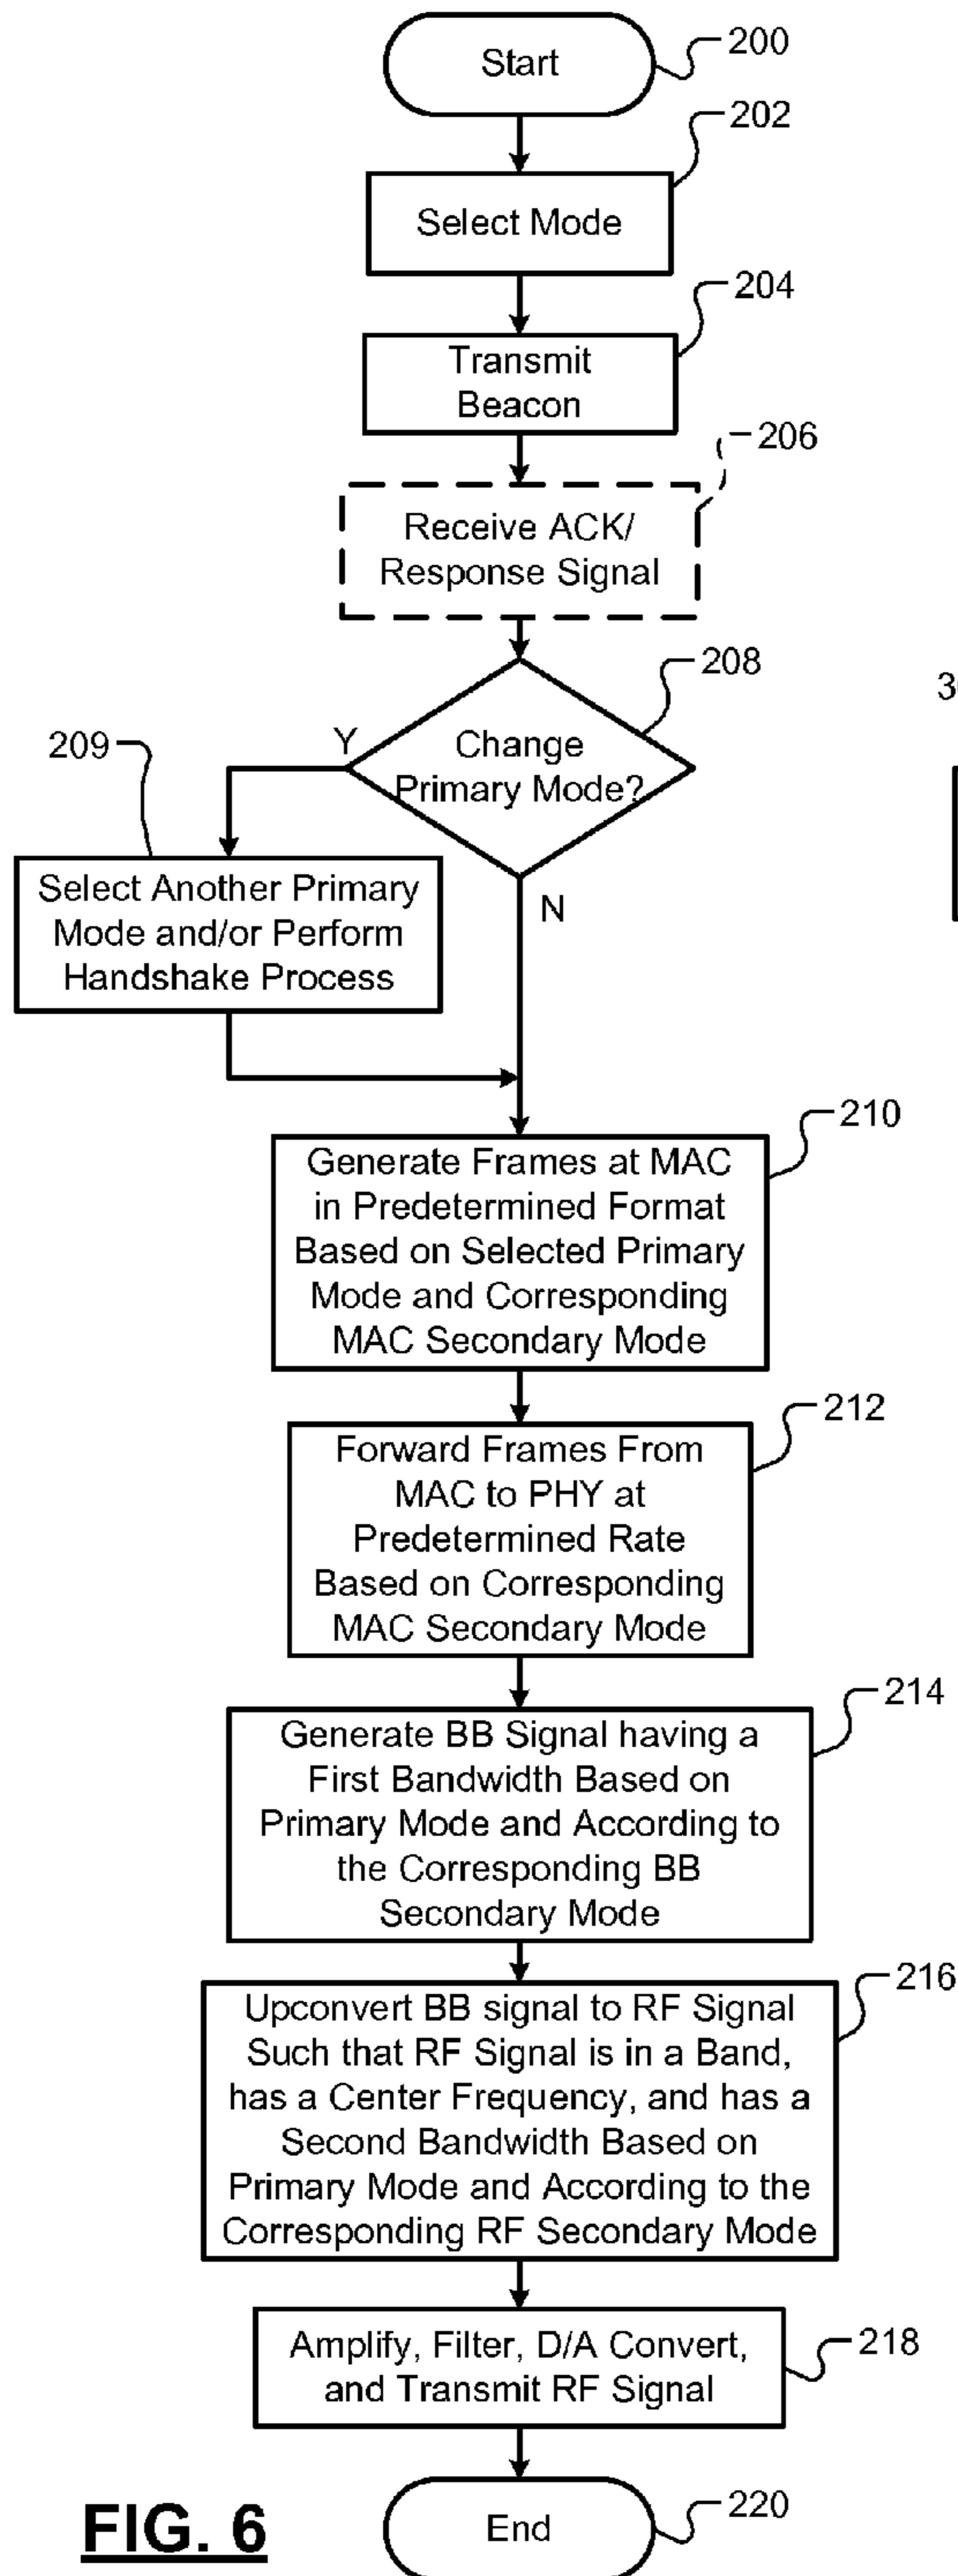 Start
200
202
Select Mode
204
Transmit
Beacon
206
Receive ACK/
Response Signal
208
Change
Primary Mode?
Y
209
Select Another Primary
Mode and/or Perform
Handshake Process
N
210
Generate Frames at MAC
in Predetermined Format
Based on Selected Primary
Mode and Corresponding
MAC Secondary Mode
212
Forward Frames From
MAC to PHY at
Predetermined Rate
Based on Corresponding
MAC Secondary Mode
214
Generate BB Signal having a
First Bandwidth Based on
Primary Mode and According to
the Corresponding BB
Secondary Mode
216
Upconvert BB signal to RF Signal
Such that RF Signal is in a Band,
has a Center Frequency, and has a
Second Bandwidth Based on
Primary Mode and According to the
Corresponding RF Secondary Mode
218
Amplify, Filter, D/A Convert,
and Transmit RF Signal
220
End
FIG. 6